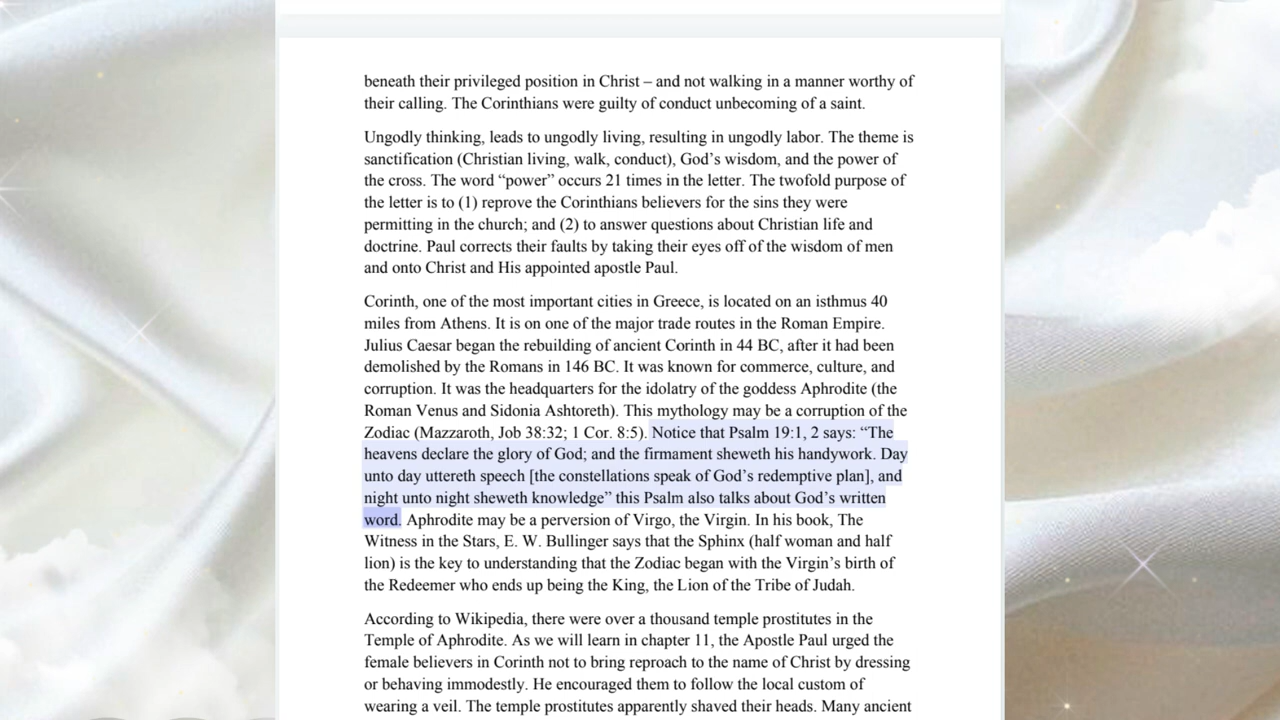 beneath their privileged position in Christ – and not walking in a manner worthy of
their calling. The Corinthians were guilty of conduct unbecoming of a saint.
Ungodly thinking, leads to ungodly living, resulting in ungodly labor. The theme is
sanctification (Christian living, walk, conduct), God’s wisdom, and the power of
the cross. The word “power” occurs 21 times in the letter. The twofold purpose of
the letter is to (1) reprove the Corinthians believers for the sins they were
permitting in the church; and (2) to answer questions about Christian life and
doctrine. Paul corrects their faults by taking their eyes off of the wisdom of men
and onto Christ and His appointed apostle Paul.
Corinth, one of the most important cities in Greece, is located on an isthmus 40
miles from Athens. It is on one of the major trade routes in the Roman Empire.
Julius Caesar began the rebuilding of ancient Corinth in 44 BC, after it had been
demolished by the Romans in 146 BC. It was known for commerce, culture, and
corruption. It was the headquarters for the idolatry of the goddess Aphrodite (the
Roman Venus and Sidonia Ashtoreth). This mythology may be a corruption of the
Zodiac (Mazzaroth, Job 38:32; 1 Cor. 8:5). Notice that Psalm 19:1, 2 says: “The
heavens declare the glory of God; and the firmament sheweth his handywork. Day
unto day uttereth speech [the constellations speak of God’s redemptive plan], and
night unto night sheweth knowledge” this Psalm also talks about God’s written
word. Aphrodite may be a perversion of Virgo, the Virgin. In his book, The
Witness in the Stars, E. W. Bullinger says that the Sphinx (half woman and half
lion) is the key to understanding that the Zodiac began with the Virgin’s birth of
the Redeemer who ends up being the King, the Lion of the Tribe of Judah.
According to Wikipedia, there were over a thousand temple prostitutes in the
Temple of Aphrodite. As we will learn in chapter 11, the Apostle Paul urged the
female believers in Corinth not to bring reproach to the name of Christ by dressing
or behaving immodestly. He encouraged them to follow the local custom of
wearing a veil. The temple prostitutes apparently shaved their heads. Many ancient